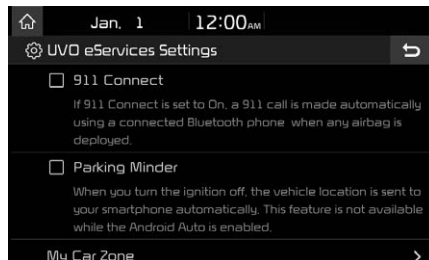 Jan. 1 12:00AM
UVO eServices Settings
911 Connect
If 911 Connect is set to On, a 911 call is made automatically
using a connected Bluetooth phone when any airbag is
deployed.
Parking Minder
When you turn the ignition off, the vehicle location is sent to
your smartphone automatically. This feature is not available
while the Android Auto is enabled.
My Car Zone